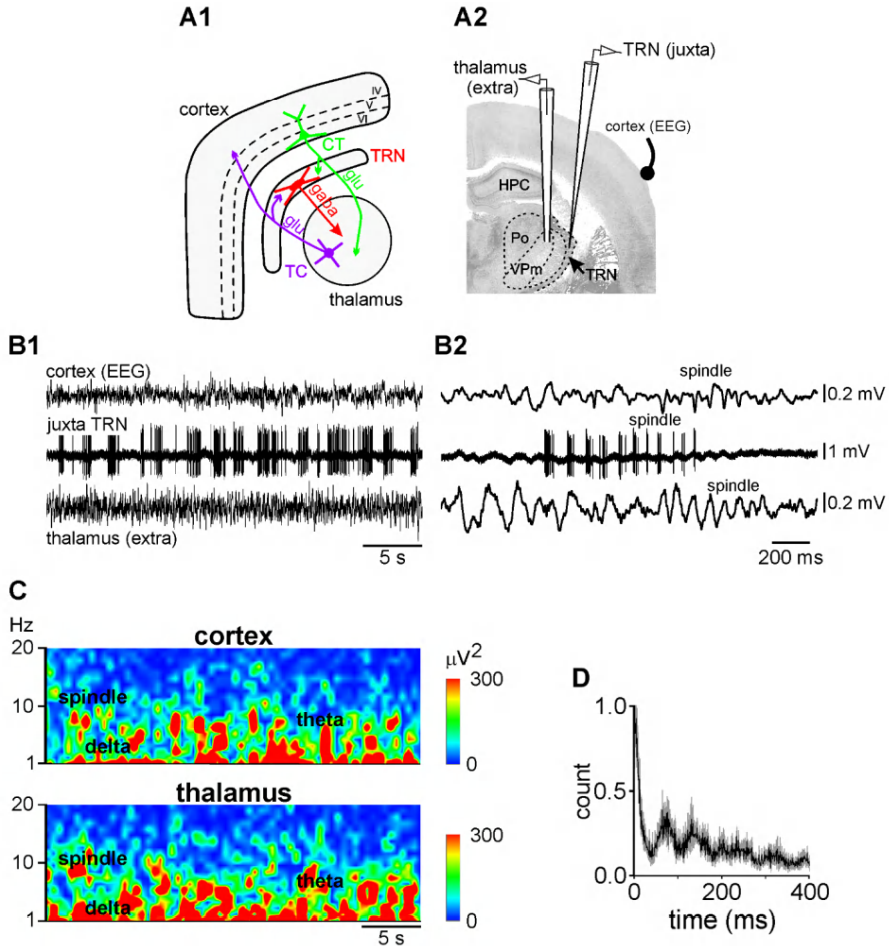 A1
cortex
IV
V
VI
CT
TRN
glu
gaba
glu
TC
thalamus
A2
TRN (juxta)
thalamus
(extra)
cortex (EEG)
HPC
Po
VPm
TRN
B1
cortex (EEG)
juxta TRN
thalamus (extra)
5 s
B2
spindle
0.2 mV
spindle
1 mV
spindle
0.2 mV
200 ms
C
Hz
cortex
20
10
1
spindle
delta
theta
μV²
300
0
thalamus
20
10
1
spindle
delta
theta
300
0
5 s
D
count
1.0
0.5
0
0
200
400
time (ms)